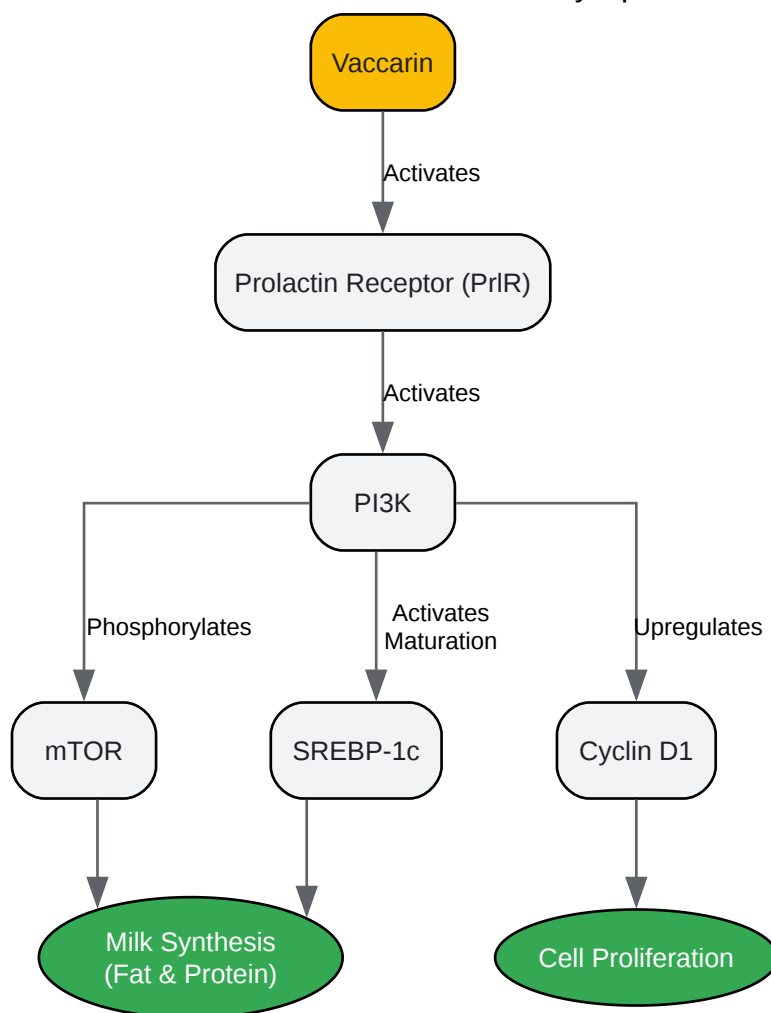 Vaccarin
Activates
Prolactin Receptor (PrlR)
Activates
PI3K
Phosphorylates
Activates
Maturation
Upregulates
mTOR
SREBP-1c
Cyclin D1
Milk Synthesis
(Fat & Protein)
Cell Proliferation